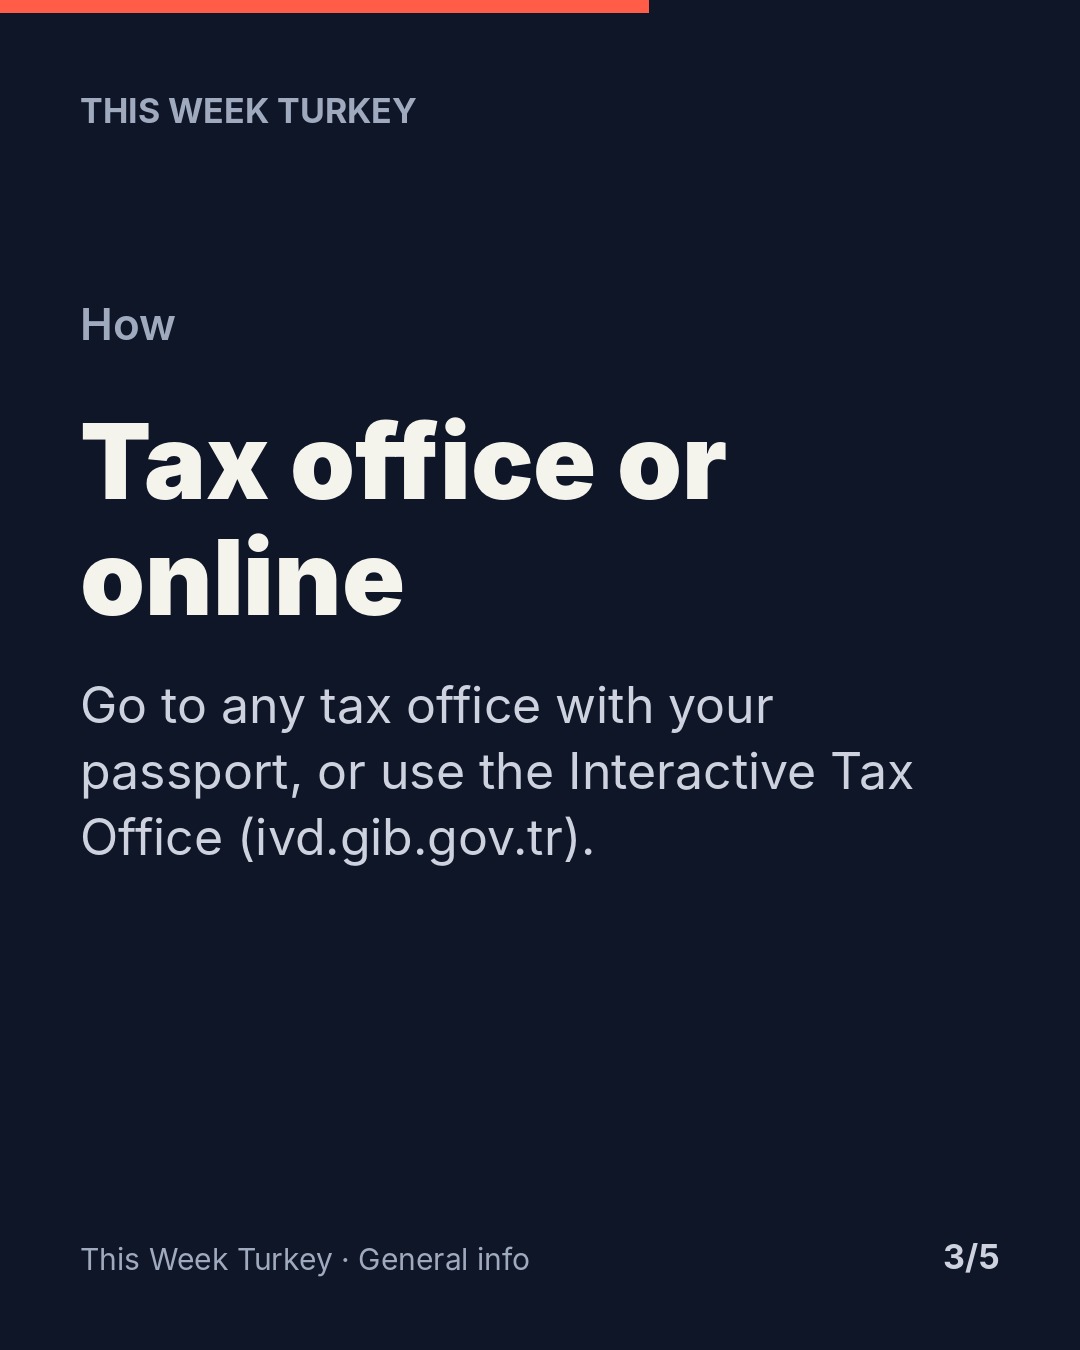 THIS WEEK TURKEY
How
Tax office or
online
Go to any tax office with your
passport, or use the Interactive Tax
Office (ivd.gib.gov.tr).
This Week Turkey · General info
3/5